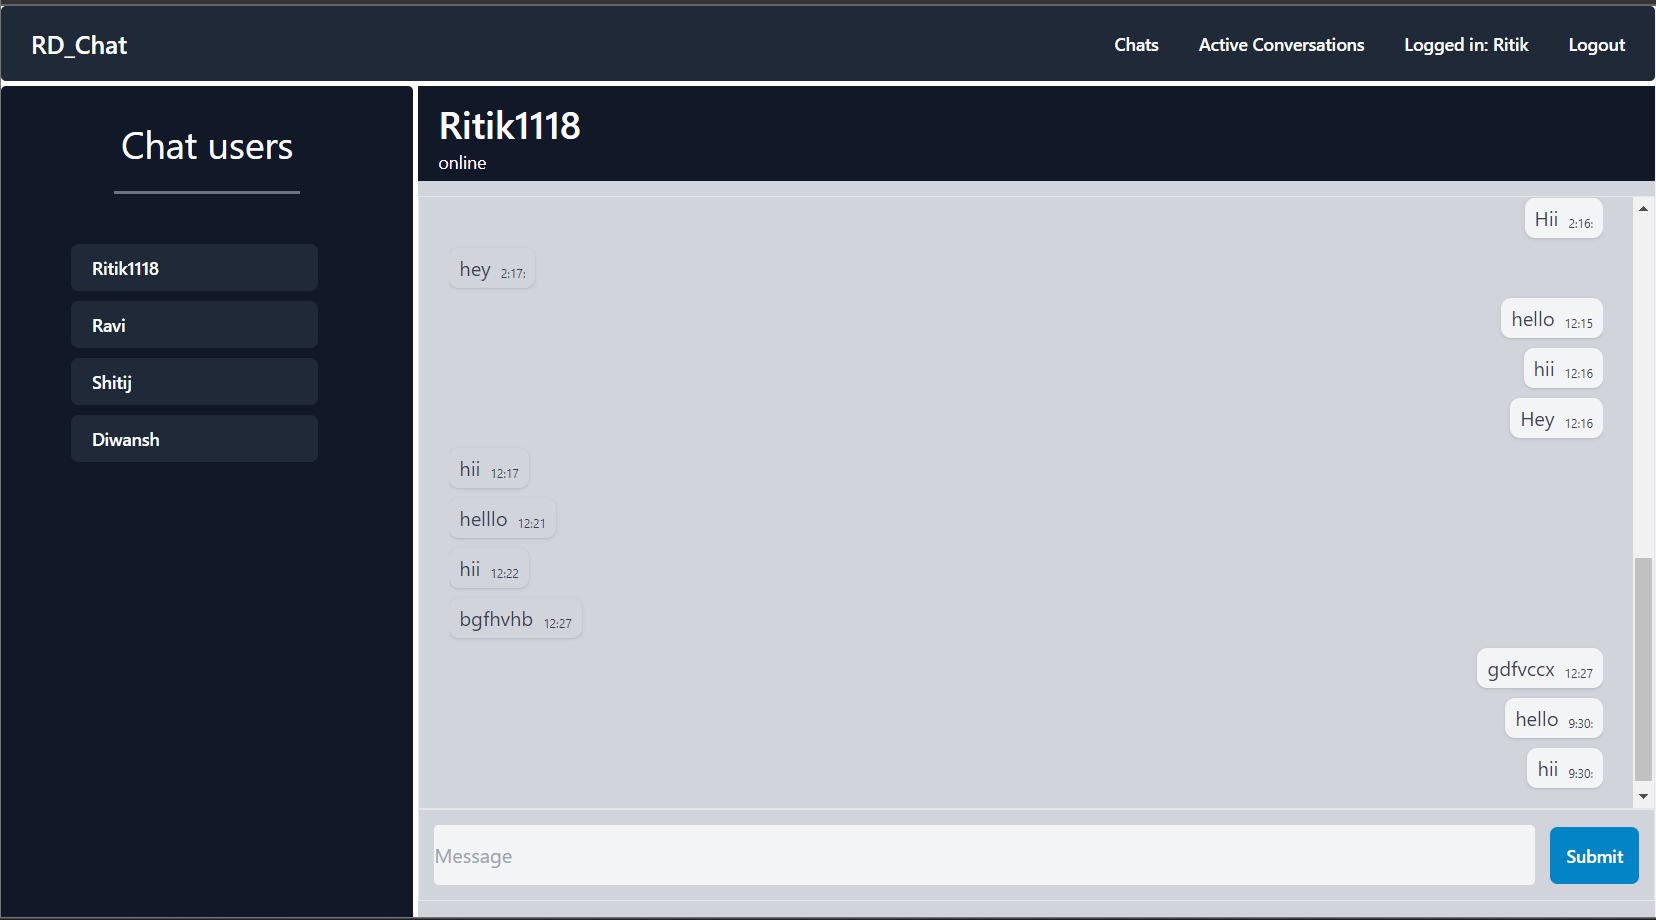 RD_Chat
Chats Active Conversations Logged in: Ritik Logout
Chat users
Ritik1118
Ravi
Shitij
Diwansh
Ritik1118
online
Hii 2:16:
hey 2:17:
hello 12:15
hii 12:16
Hey 12:16
hii 12:17
helllo 12:21
hii 12:22
bgfhvhb 12:27
gdfvccx 12:27
hello 9:30:
hii 9:30:
Message
Submit